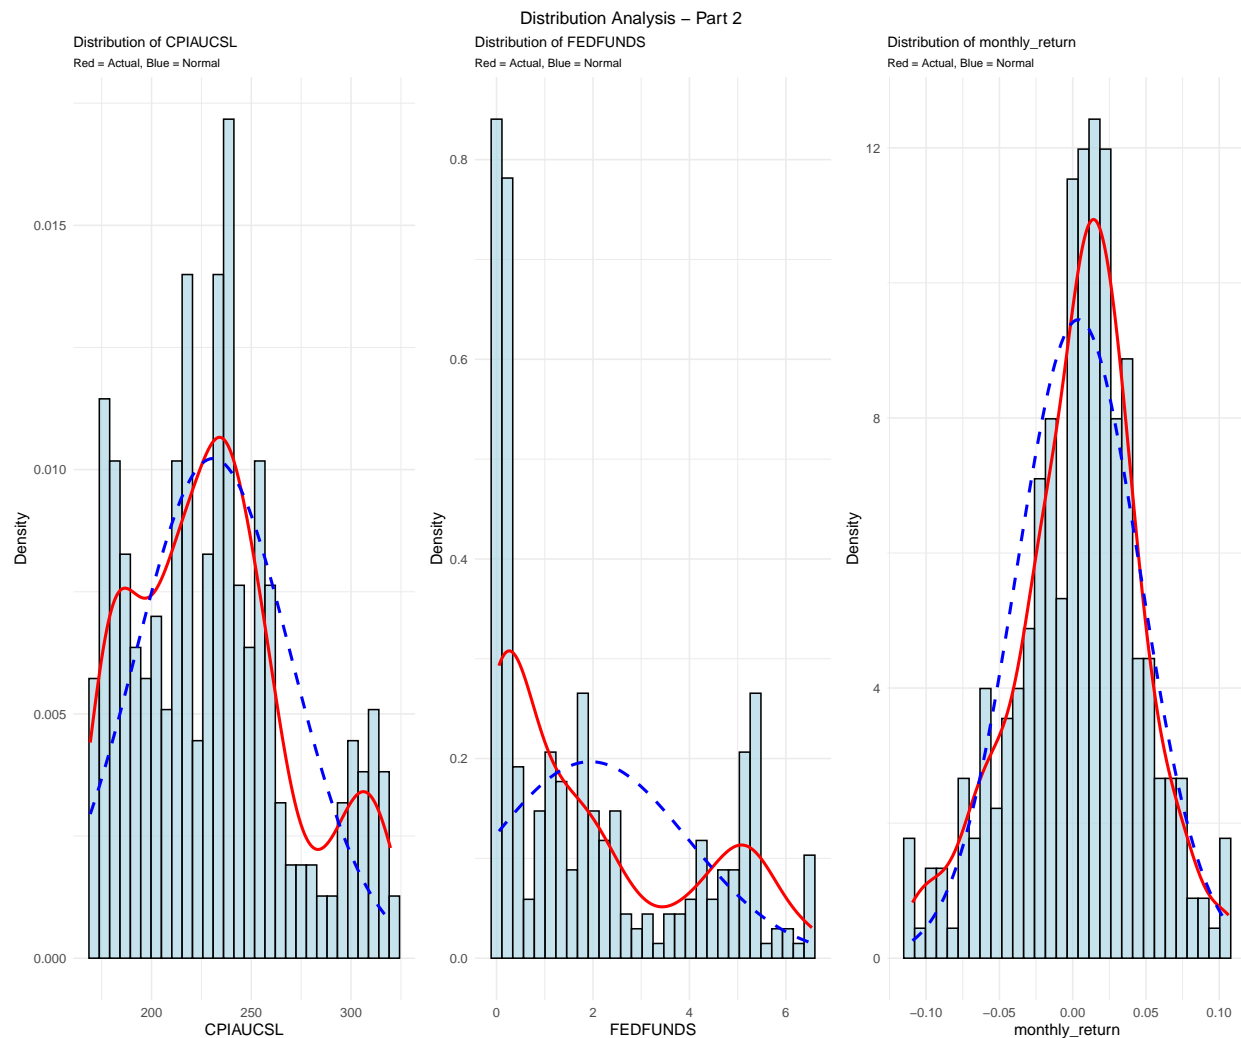 Distribution Analysis – Part 2
Distribution of CPIAUCSL
Red = Actual, Blue = Normal
Density
0.015
0.010
0.005
0.000
200 250 300
CPIAUCSL
Distribution of FEDFUNDS
Red = Actual, Blue = Normal
Density
0.8
0.6
0.4
0.2
0.0
0 2 4 6
FEDFUNDS
Distribution of monthly_return
Red = Actual, Blue = Normal
Density
12
8
4
0
−0.10 −0.05 0.00 0.05 0.10
monthly_return